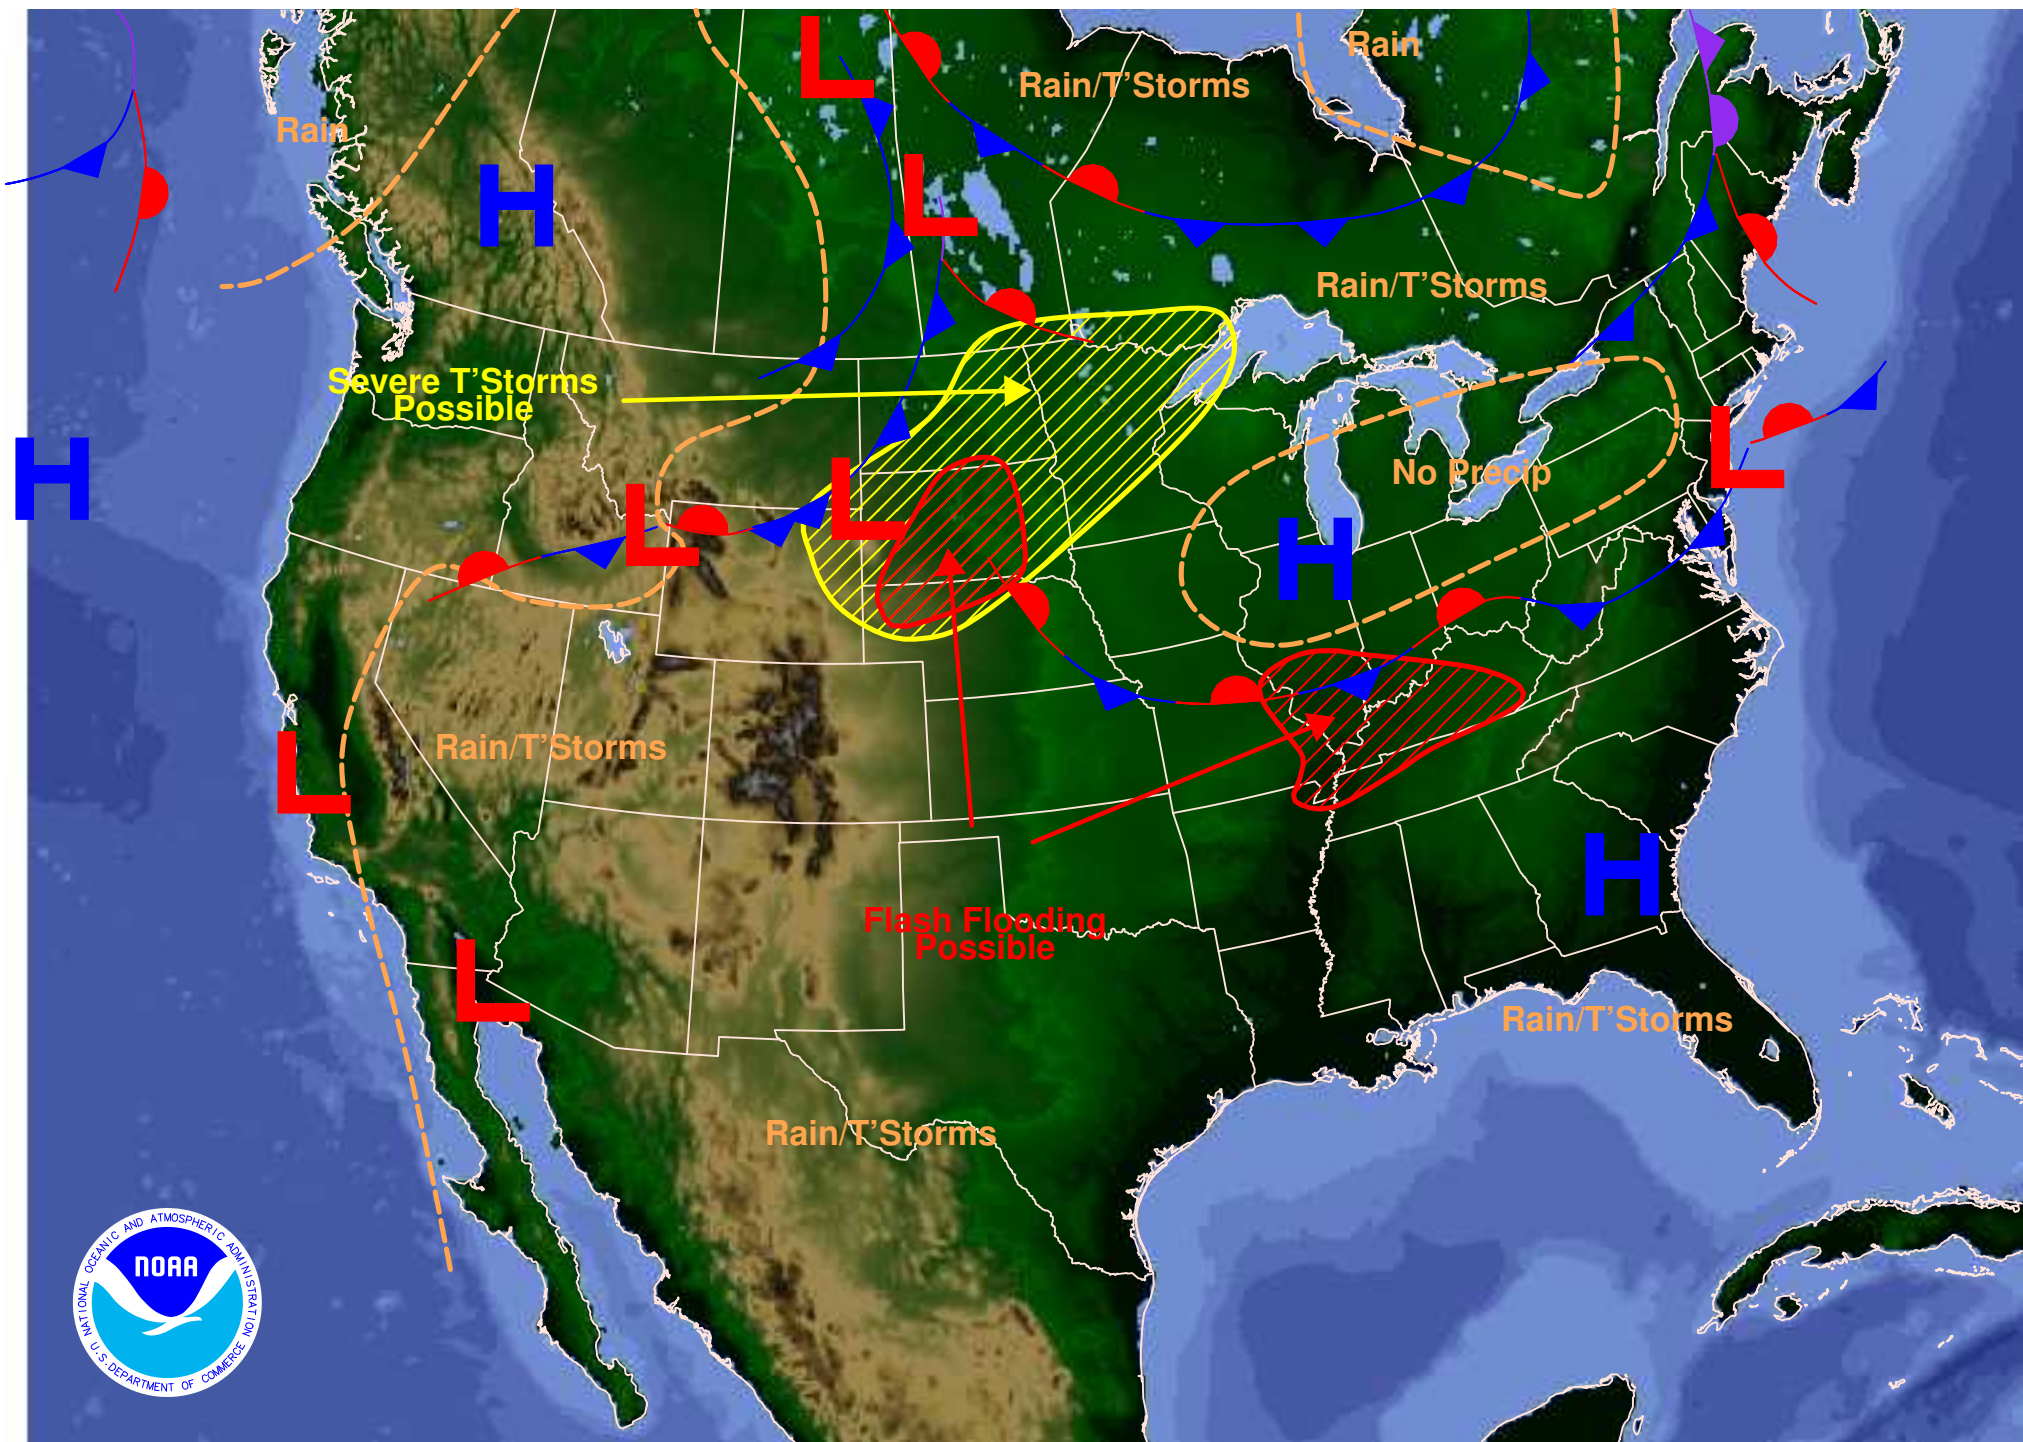 Rain
Rain/T'Storms
Rain
H
L
L
Rain/T'Storms
Severe T'Storms
Possible
H
L
L
No Precip
L
H
Rain/T'Storms
L
H
Flash Flooding
Possible
L
Rain/T'Storms
Rain/T'Storms
NATIONAL OCEANIC AND ATMOSPHERIC ADMINISTRATION
NOAA
U.S. DEPARTMENT OF COMMERCE